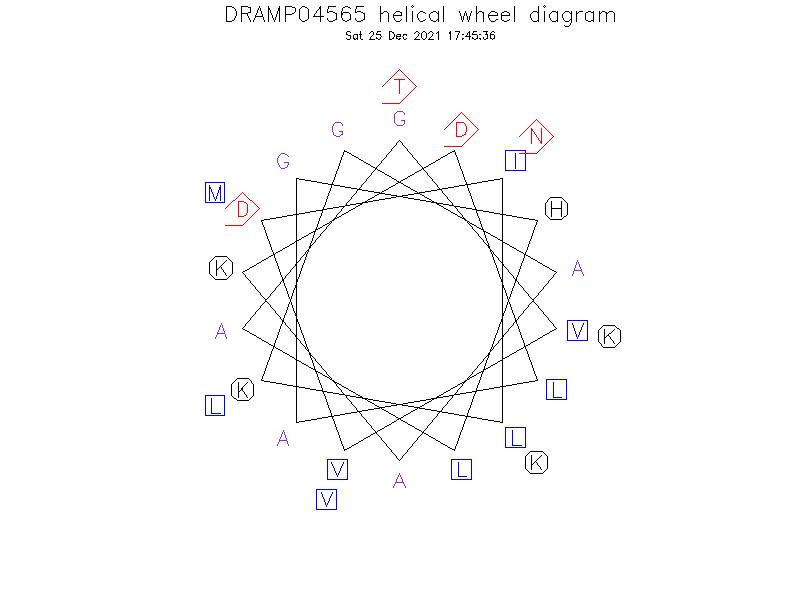 DRAMP04565 helical wheel diagram
Sat 25 Dec 2021 17:45:36
T
G
G D N
G I
M D H
K A
A V K
L K L
A L K
V A L
V